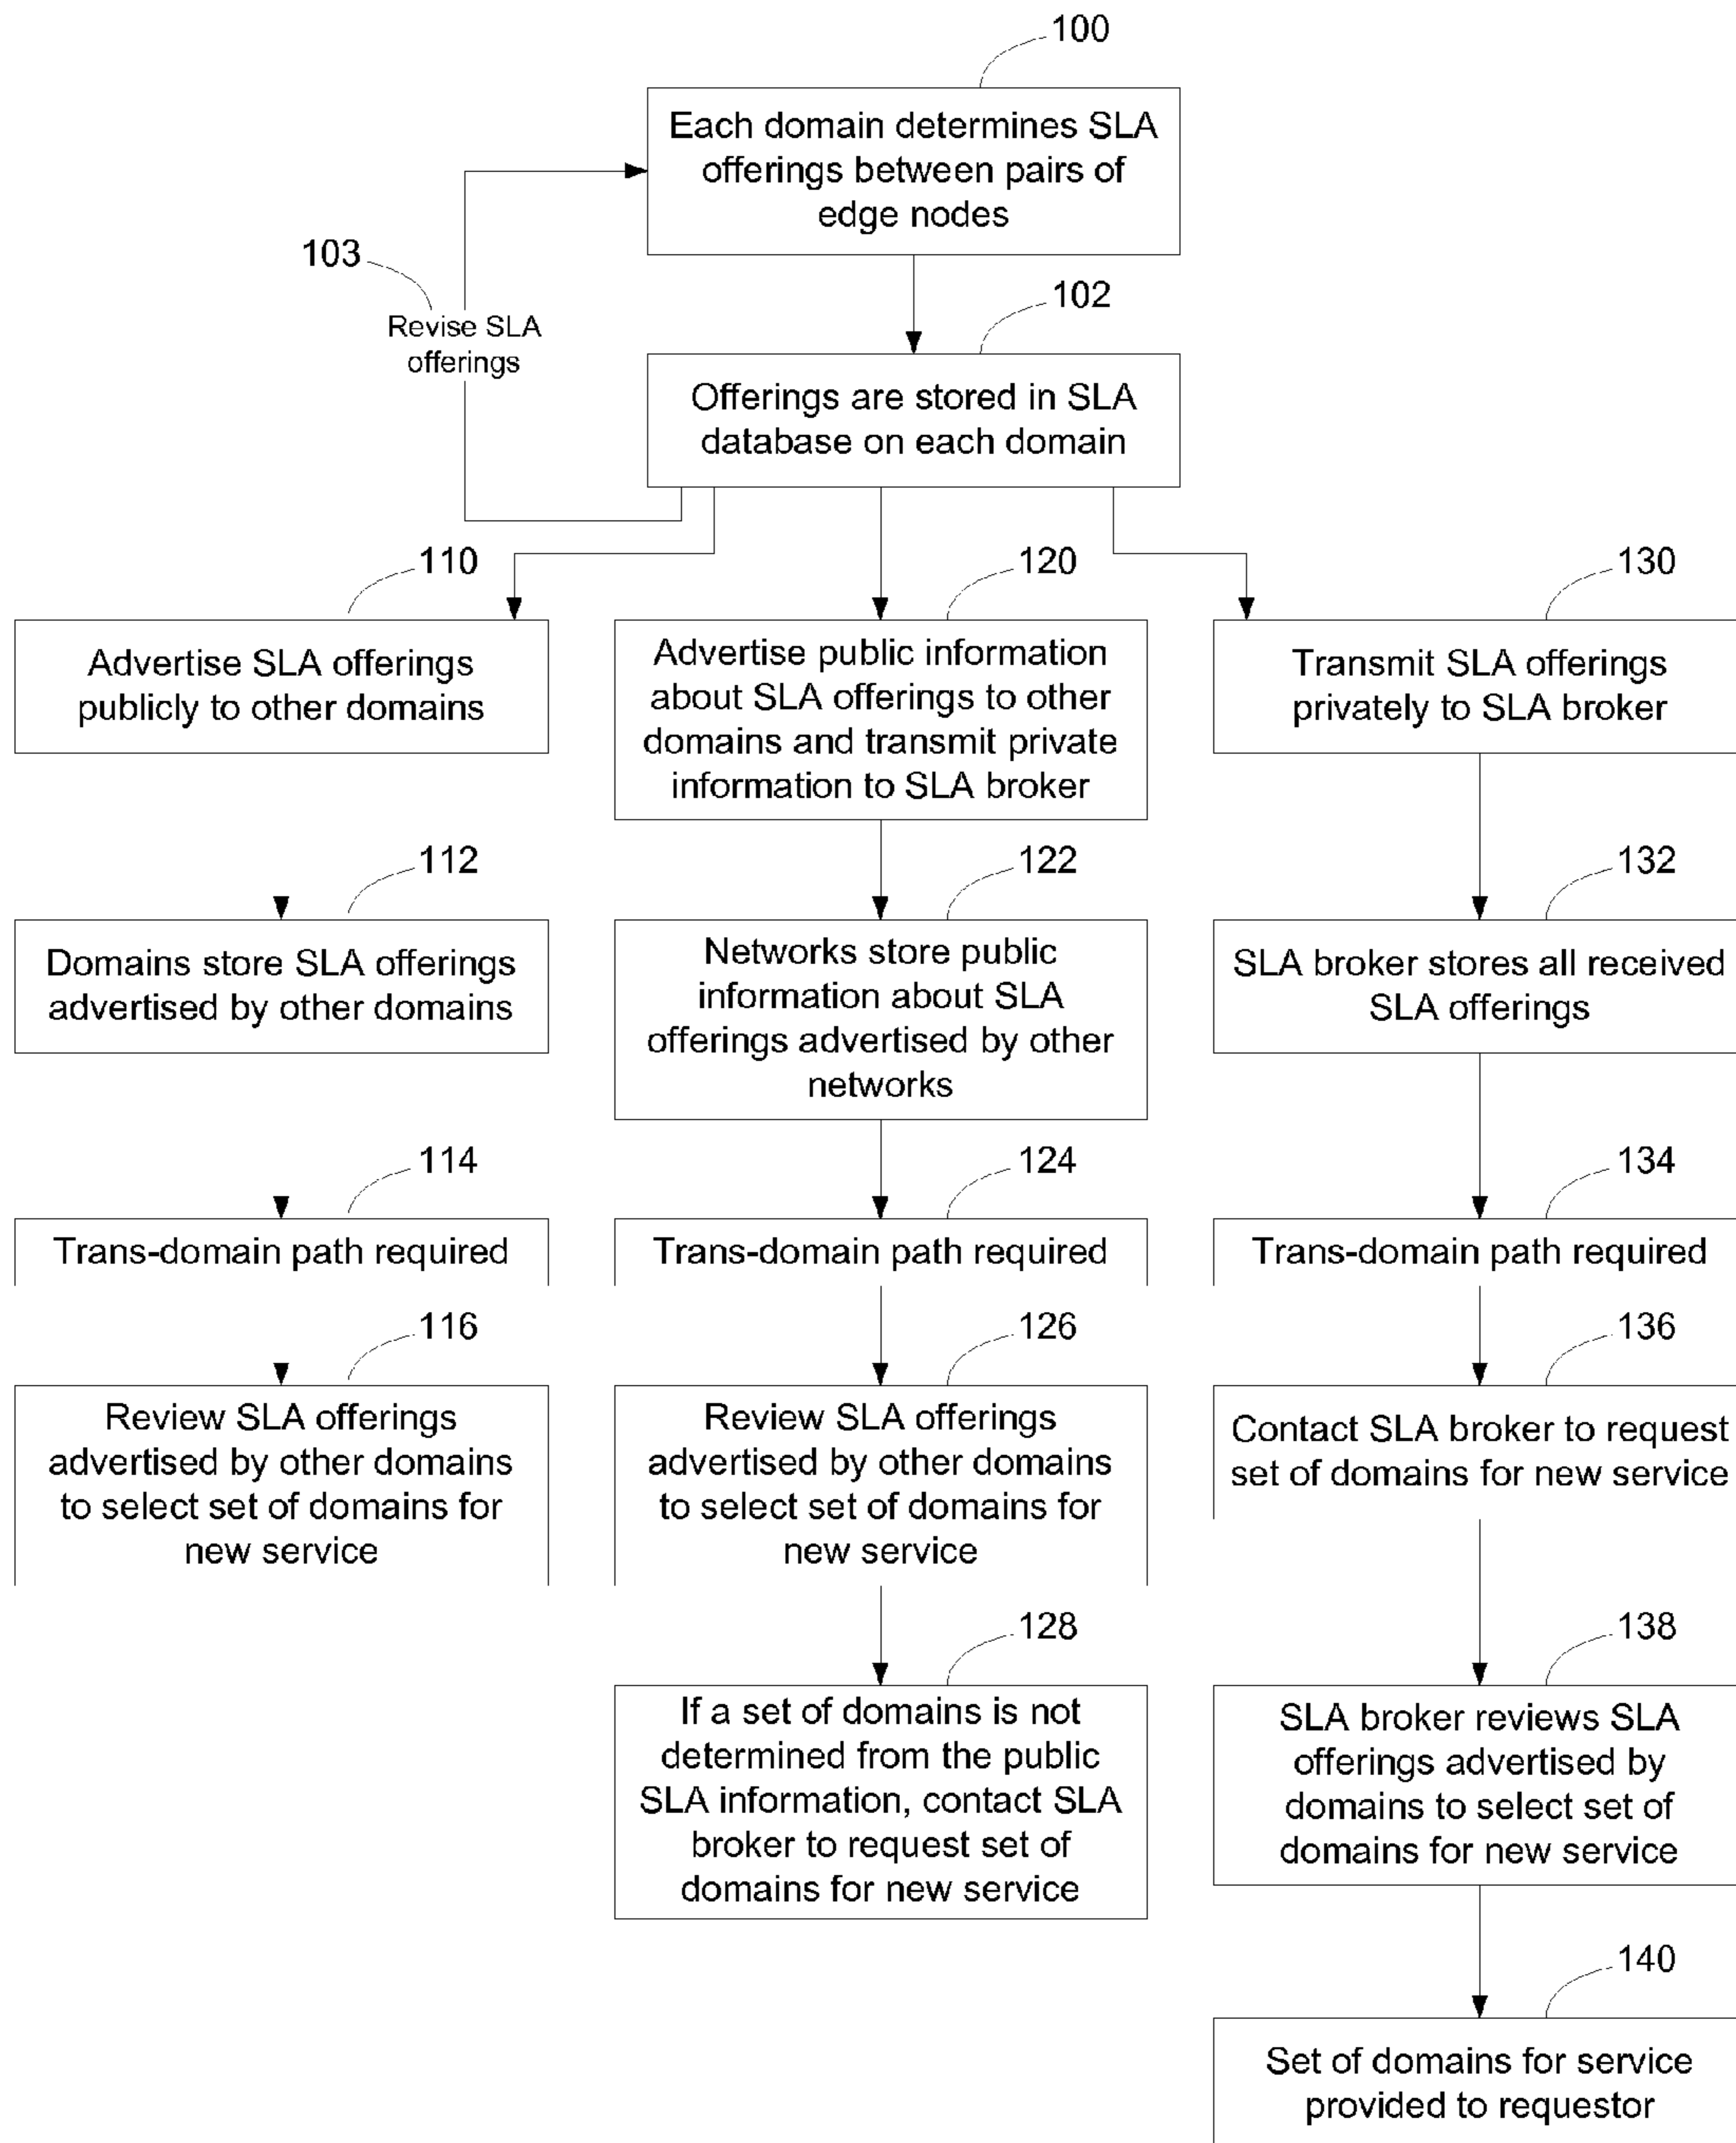 100
Each domain determines SLA
offerings between pairs of
edge nodes
103
Revise SLA
offerings
102
Offerings are stored in SLA
database on each domain
110
Advertise SLA offerings
publicly to other domains
120
Advertise public information
about SLA offerings to other
domains and transmit private
information to SLA broker
130
Transmit SLA offerings
privately to SLA broker
112
Domains store SLA offerings
advertised by other domains
122
Networks store public
information about SLA
offerings advertised by other
networks
132
SLA broker stores all received
SLA offerings
114
Trans-domain path required
124
Trans-domain path required
134
Trans-domain path required
116
Review SLA offerings
advertised by other domains
to select set of domains for
new service
126
Review SLA offerings
advertised by other domains
to select set of domains for
new service
136
Contact SLA broker to request
set of domains for new service
128
If a set of domains is not
determined from the public
SLA information, contact SLA
broker to request set of
domains for new service
138
SLA broker reviews SLA
offerings advertised by
domains to select set of
domains for new service
140
Set of domains for service
provided to requestor